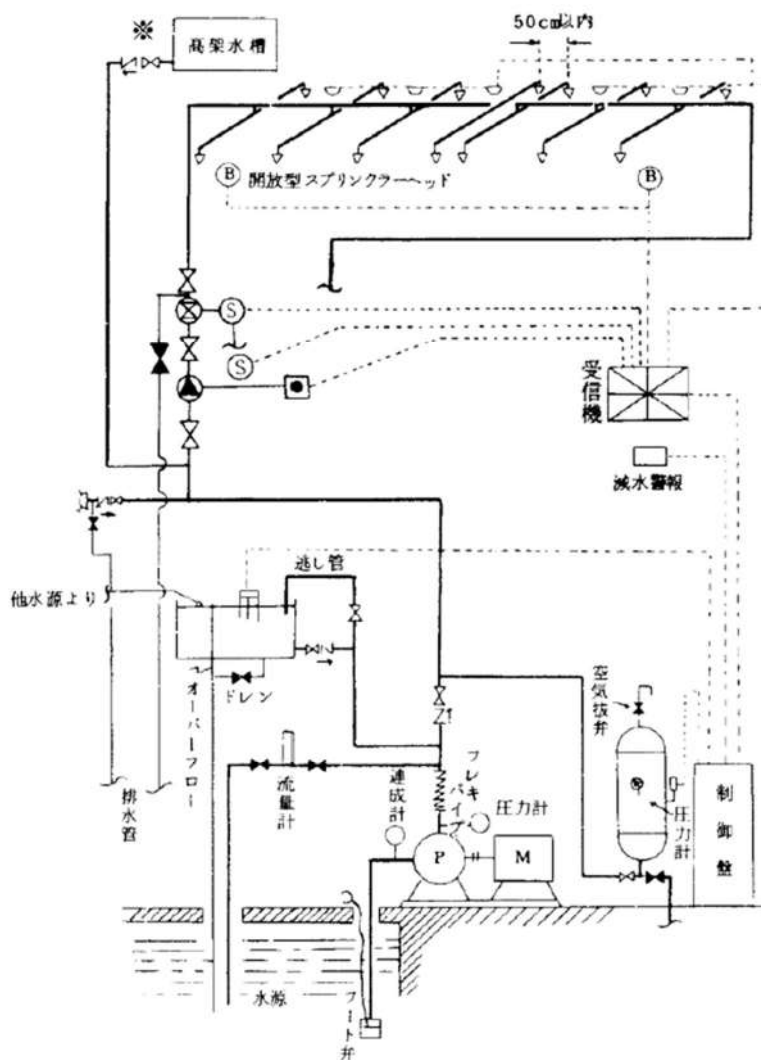 ※
高架水槽
50cm以内
B
開放型スプリンクラーヘッド
B
S
S
受信機
減水警報
逃し管
他水源より
ドレン
オーバーフロー
排水管
流量計
連成計
フレキパイプ
圧力計
空気抜弁
圧力計
制御盤
P
M
水源
フート弁